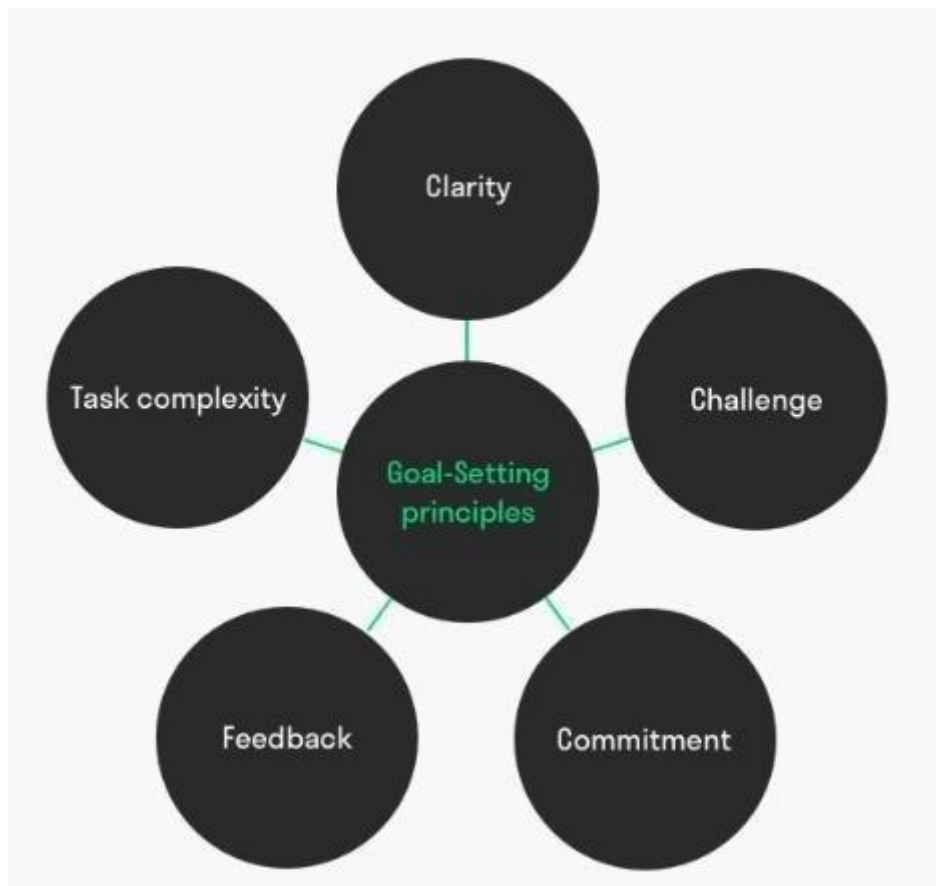 Clarity
Task complexity
Challenge
Goal-Setting
principles
Feedback
Commitment